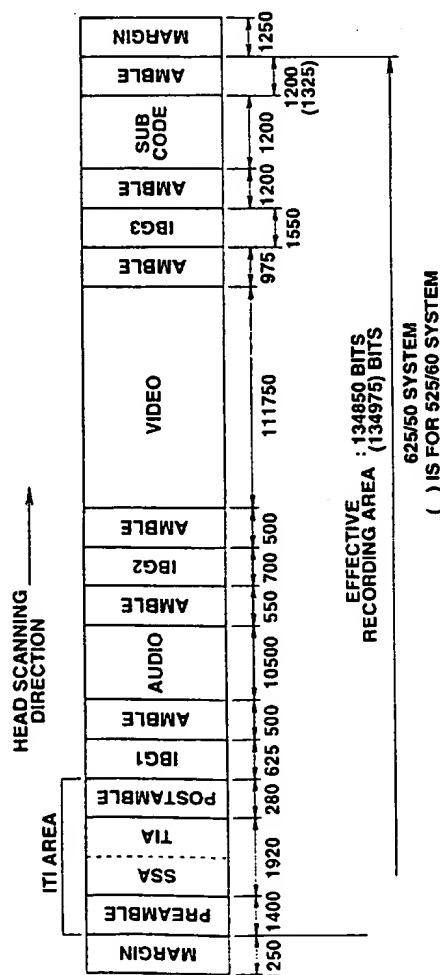 HEAD SCANNING
DIRECTION
ITI AREA
MARGIN
PREAMBLE
SSA
TIA
POSTAMBLE
IBG1
AMBLE
AUDIO
AMBLE
IBG2
AMBLE
VIDEO
AMBLE
IBG3
AMBLE
SUB
CODE
AMBLE
MARGIN
250 1400 1920 280 625 500 10500 550 700 500 111750 975 1200 1200 1250
1550
1200
(1325)
EFFECTIVE
RECORDING AREA : 134850 BITS
(134975) BITS
625/50 SYSTEM
( ) IS FOR 525/60 SYSTEM